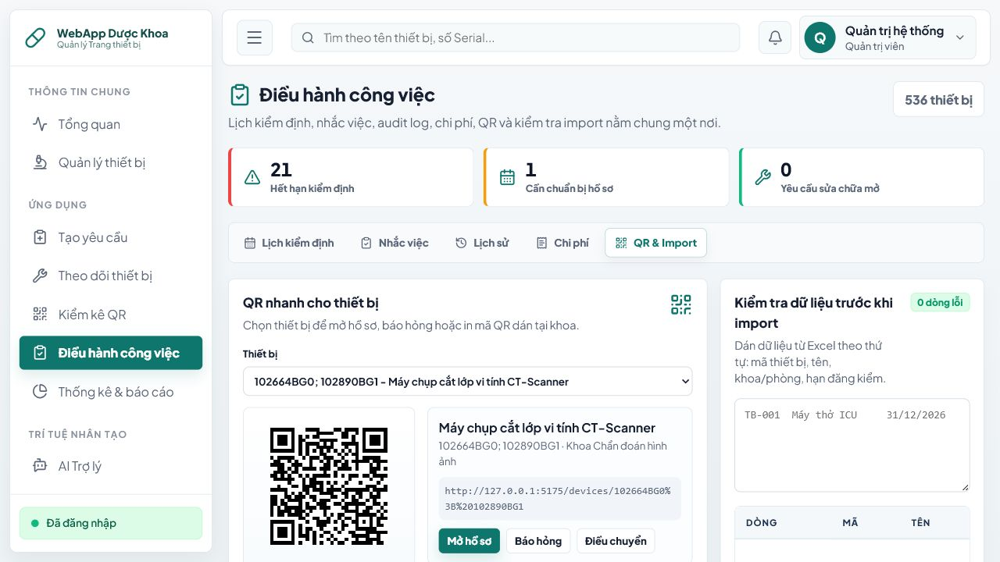 WebApp Dược Khoa
Quản lý Trang thiết bị
THÔNG TIN CHUNG
Tổng quan
Quản lý thiết bị
ỨNG DỤNG
Tạo yêu cầu
Theo dõi thiết bị
Kiểm kê QR
Điều hành công việc
Thống kê & báo cáo
TRÍ TUỆ NHÂN TẠO
AI Trợ lý
Đã đăng nhập
Tìm theo tên thiết bị, số Serial...
Q
Quản trị hệ thống
Quản trị viên
Điều hành công việc
Lịch kiểm định, nhắc việc, audit log, chi phí, QR và kiểm tra import nằm chung một nơi.
536 thiết bị
21
Hết hạn kiểm định
1
Cần chuẩn bị hồ sơ
0
Yêu cầu sửa chữa mở
Lịch kiểm định
Nhắc việc
Lịch sử
Chi phí
QR & Import
QR nhanh cho thiết bị
Chọn thiết bị để mở hồ sơ, báo hỏng hoặc in mã QR dán tại khoa.
Thiết bị
102664BG0; 102890BG1 - Máy chụp cắt lớp vi tính CT-Scanner
Máy chụp cắt lớp vi tính CT-Scanner
102664BG0; 102890BG1 · Khoa Chẩn đoán hình
ảnh
http://127.0.0.1:5175/devices/102664BG0%
3B%20102890BG1
Mở hồ sơ
Báo hỏng
Điều chuyển
Kiểm tra dữ liệu trước khi
import
0 dòng lỗi
Dán dữ liệu từ Excel theo thứ
tự: mã thiết bị, tên,
khoa/phòng, hạn đăng kiểm.
TB-001 Máy thở ICU 31/12/2026
DÒNG MÃ TÊN